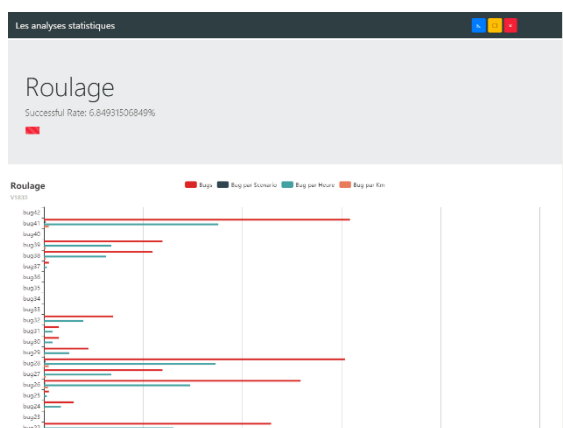 Les analyses statistiques
Roulage
Successful Rate: 6.84931506849%
Roulage
Bugs Bug per Scenario Bug par Heure Bug par Km
bug42
bug41
bug40
bug39
bug38
bug37
bug36
bug35
bug34
bug33
bug32
bug31
bug30
bug29
bug28
bug27
bug26
bug25
bug24
bug23
bug22